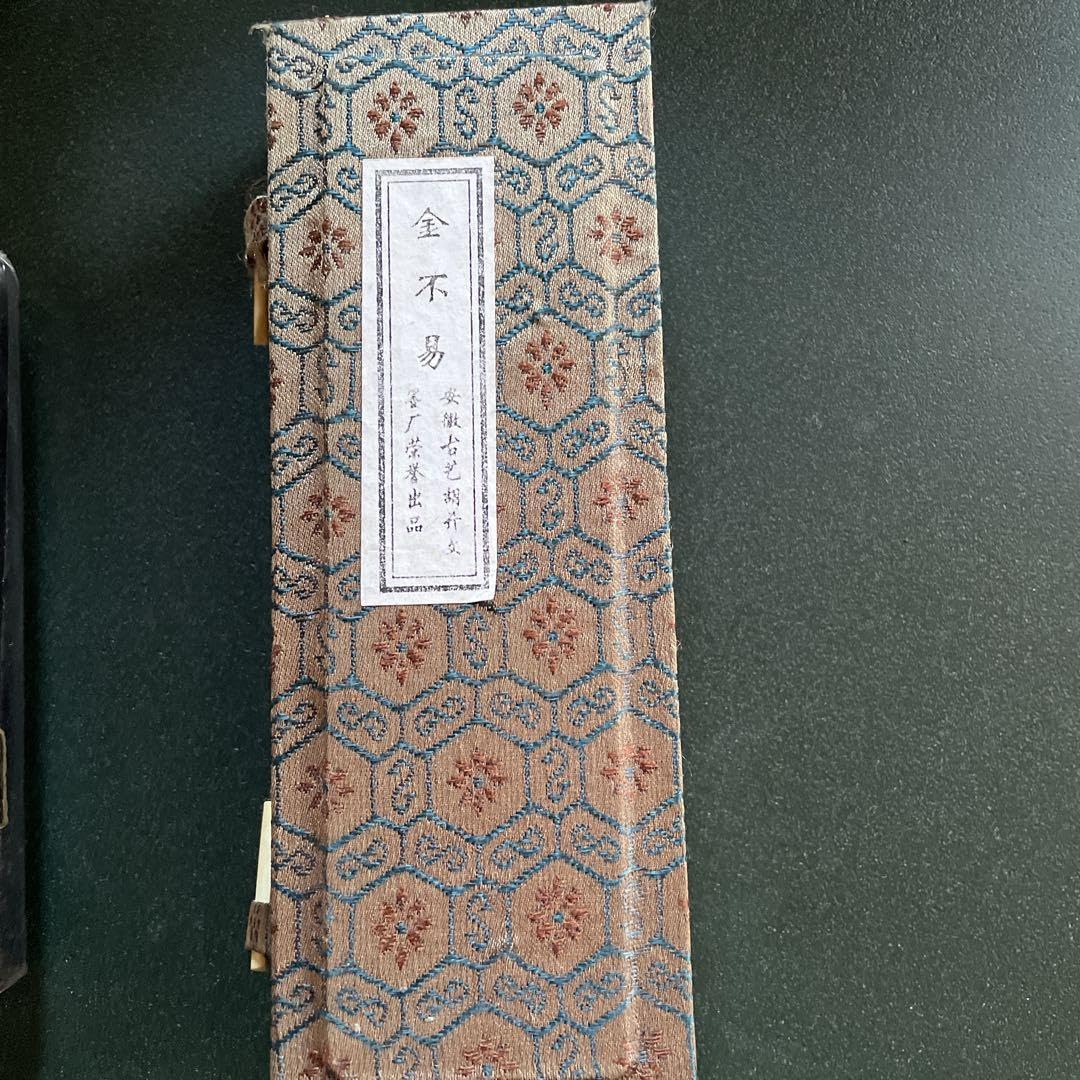 金不易
安徽古艺胡开文
墨厂荣誉出品